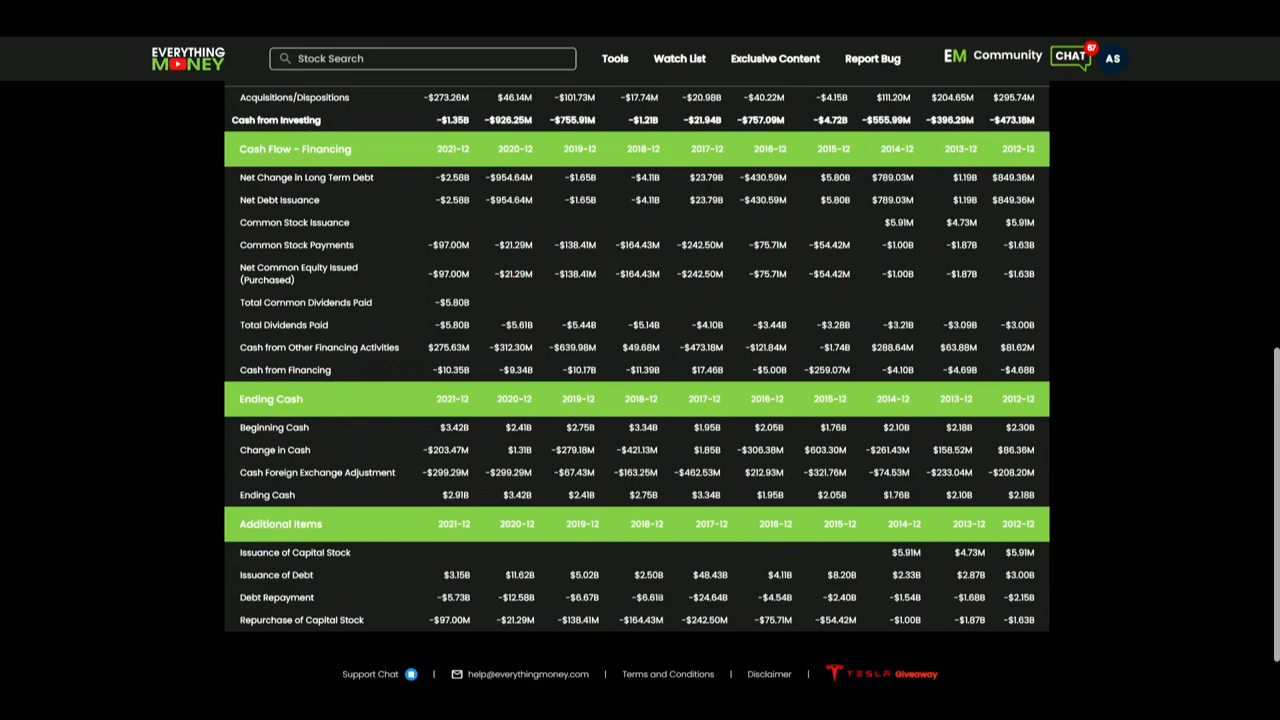 EVERYTHING
MONEY
Stock Search
Tools
Watch List
Exclusive Content
Report Bug
EM Community
CHAT
67
AS
Acquisitions/Dispositions -$273.26M $46.14M -$101.73M -$17.74M -$20.98B -$40.22M -$4.15B $111.20M $204.65M $295.74M
Cash from Investing -$1.35B -$926.25M -$755.91M -$1.21B -$21.94B -$757.09M -$4.72B -$555.99M -$396.29M -$473.18M
Cash Flow - Financing 2021-12 2020-12 2019-12 2018-12 2017-12 2016-12 2015-12 2014-12 2013-12 2012-12
Net Change in Long Term Debt -$2.58B -$954.64M -$1.65B -$4.11B $23.79B -$430.59M $5.80B $789.03M $1.19B $849.36M
Net Debt Issuance -$2.58B -$954.64M -$1.65B -$4.11B $23.79B -$430.59M $5.80B $789.03M $1.19B $849.36M
Common Stock Issuance $5.91M $4.73M $5.91M
Common Stock Payments -$97.00M -$21.29M -$138.41M -$164.43M -$242.50M -$75.71M -$54.42M -$1.00B -$1.87B -$1.63B
Net Common Equity Issued
(Purchased) -$97.00M -$21.29M -$138.41M -$164.43M -$242.50M -$75.71M -$54.42M -$1.00B -$1.87B -$1.63B
Total Common Dividends Paid -$5.80B
Total Dividends Paid -$5.80B -$5.61B -$5.44B -$5.14B -$4.10B -$3.44B -$3.28B -$3.21B -$3.09B -$3.00B
Cash from Other Financing Activities $275.63M -$312.30M -$639.98M $49.68M -$473.18M -$121.84M -$1.74B $288.64M $63.88M $81.62M
Cash from Financing -$10.35B -$9.34B -$10.17B -$11.39B $17.46B -$5.00B -$259.07M -$4.10B -$4.69B -$4.68B
Ending Cash 2021-12 2020-12 2019-12 2018-12 2017-12 2016-12 2015-12 2014-12 2013-12 2012-12
Beginning Cash $3.42B $2.41B $2.75B $3.34B $1.95B $2.05B $1.76B $2.10B $2.18B $2.30B
Change in Cash -$203.47M $1.31B -$279.18M -$421.13M $1.85B -$306.38M $603.30M -$261.43M $158.52M $86.36M
Cash Foreign Exchange Adjustment -$299.29M -$299.29M -$67.43M -$163.25M -$462.53M $212.93M -$321.76M -$74.53M -$233.04M -$208.20M
Ending Cash $2.91B $3.42B $2.41B $2.75B $3.34B $1.95B $2.05B $1.76B $2.10B $2.18B
Additional Items 2021-12 2020-12 2019-12 2018-12 2017-12 2016-12 2015-12 2014-12 2013-12 2012-12
Issuance of Capital Stock $5.91M $4.73M $5.91M
Issuance of Debt $3.15B $11.62B $5.02B $2.50B $48.43B $4.11B $8.20B $2.33B $2.87B $3.00B
Debt Repayment -$5.73B -$12.58B -$6.67B -$6.61B -$24.64B -$4.54B -$2.40B -$1.54B -$1.68B -$2.15B
Repurchase of Capital Stock -$97.00M -$21.29M -$138.41M -$164.43M -$242.50M -$75.71M -$54.42M -$1.00B -$1.87B -$1.63B
Support Chat | help@everythingmoney.com | Terms and Conditions | Disclaimer | TESLA Giveaway